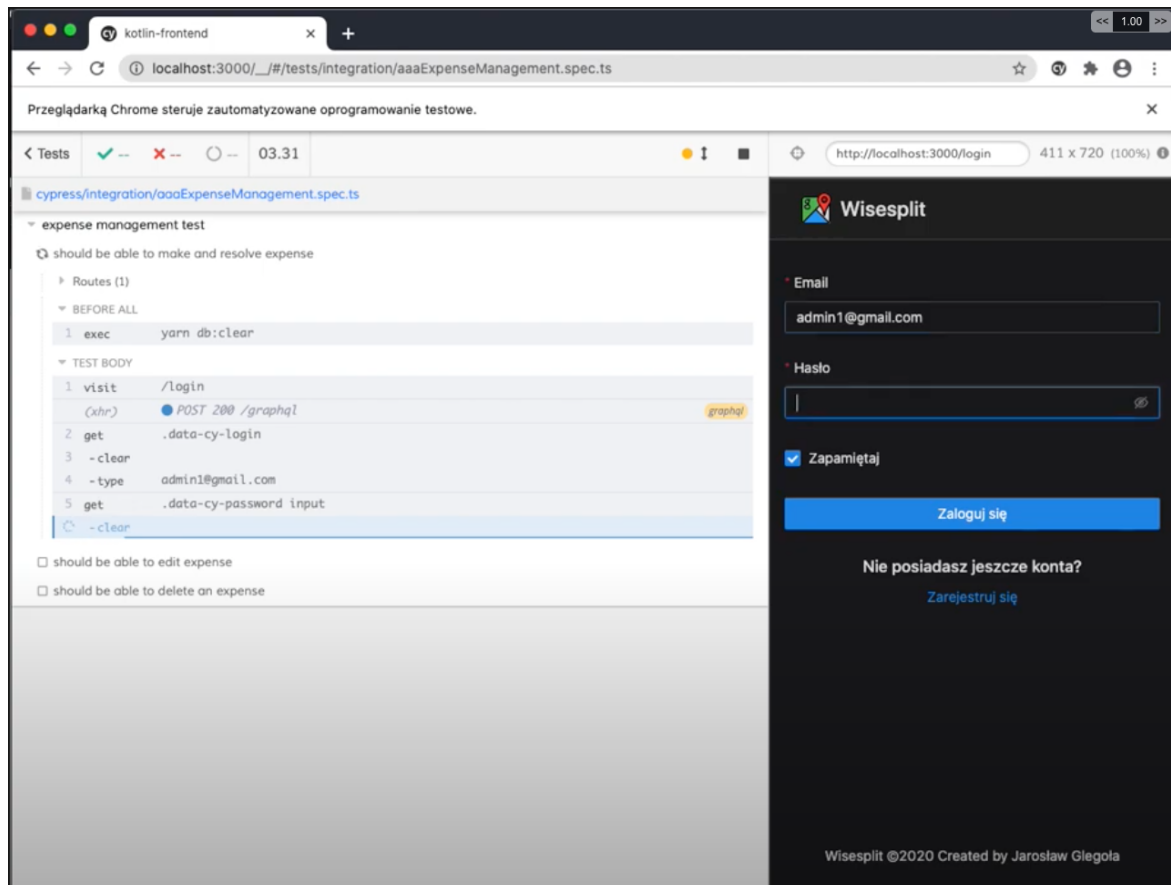 kotlin-frontend
<< 1.00 >>
localhost:3000/__/#/tests/integration/aaaExpenseManagement.spec.ts
Przeglądarką Chrome steruje zautomatyzowane oprogramowanie testowe.
Tests -- -- -- 03.31
http://localhost:3000/login 411 x 720 (100%)
cypress/integration/aaaExpenseManagement.spec.ts
expense management test
should be able to make and resolve expense
Routes (1)
BEFORE ALL
1 exec yarn db:clear
TEST BODY
1 visit /login
(xhr) POST 200 /graphql graphql
2 get .data-cy-login
3 -clear
4 -type admin1@gmail.com
5 get .data-cy-password input
-clear
should be able to edit expense
should be able to delete an expense
Wisesplit
* Email
admin1@gmail.com
* Hasło
Zapamiętaj
Zaloguj się
Nie posiadasz jeszcze konta?
Zarejestruj się
Wisesplit ©2020 Created by Jarosław Glegoła